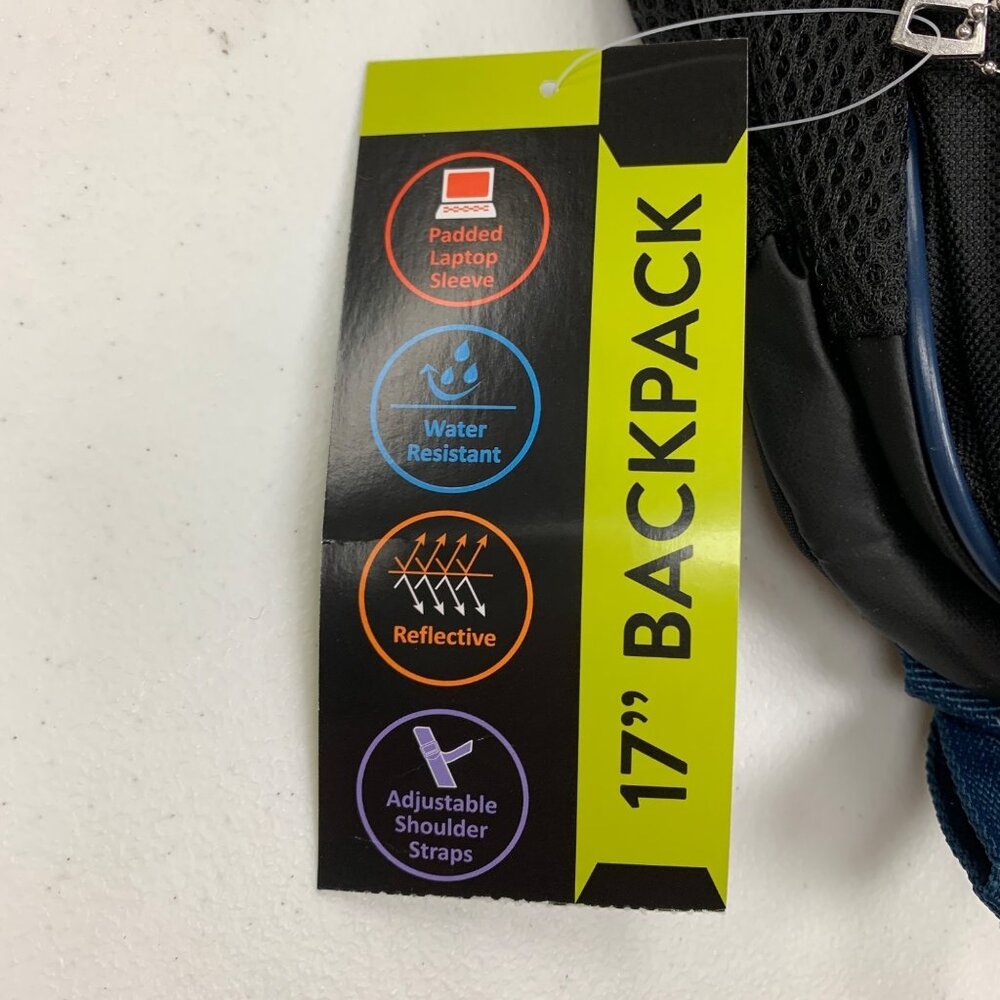 Padded
Laptop
Sleeve
Water
Resistant
Reflective
Adjustable
Shoulder
Straps
17” BACKPACK